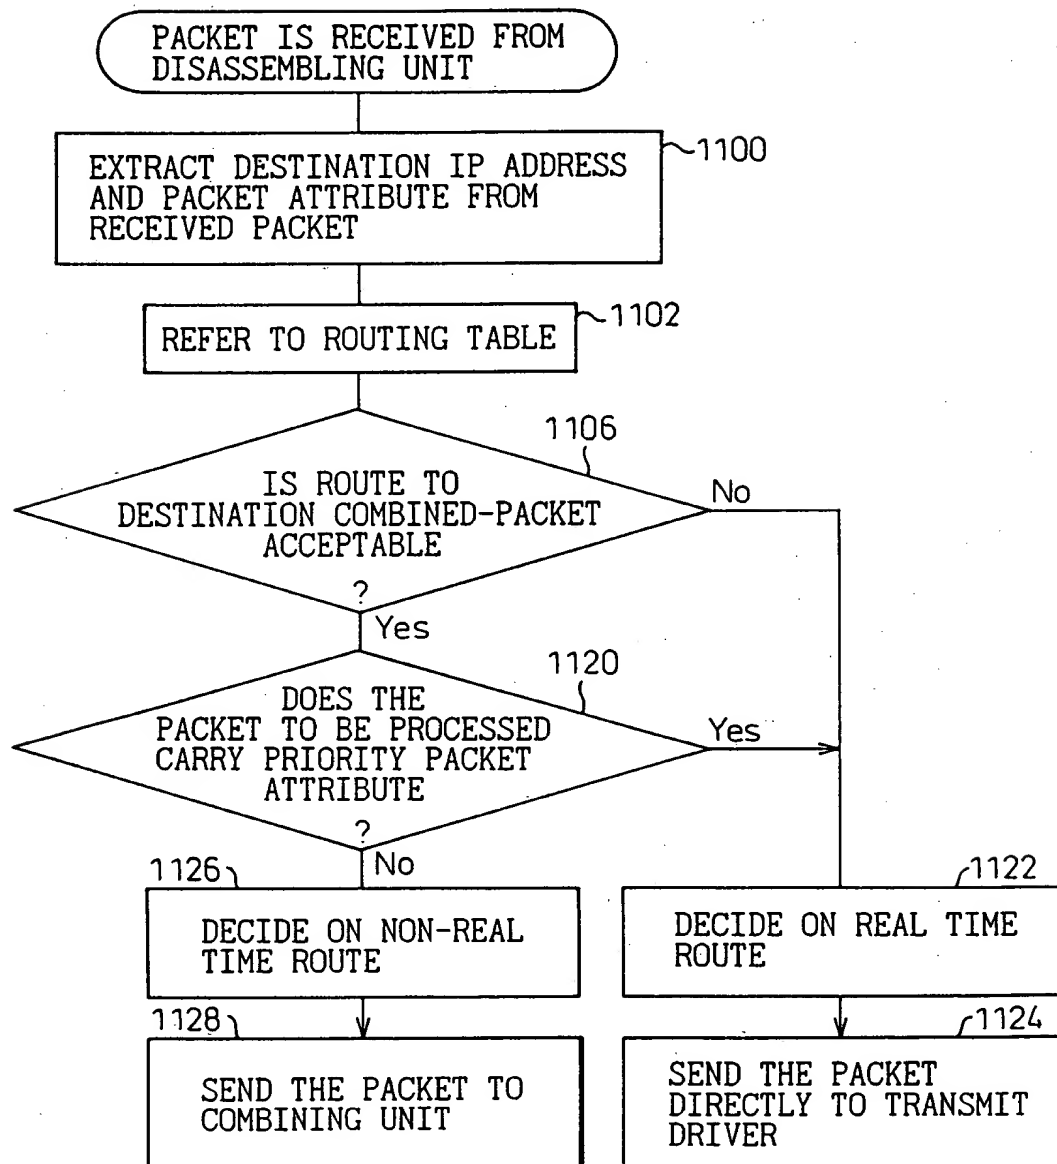 PACKET IS RECEIVED FROM
DISASSEMBLING UNIT
1100
EXTRACT DESTINATION IP ADDRESS
AND PACKET ATTRIBUTE FROM
RECEIVED PACKET
1102
REFER TO ROUTING TABLE
1106
IS ROUTE TO
DESTINATION COMBINED-PACKET
ACCEPTABLE
?
No
Yes
1120
DOES THE
PACKET TO BE PROCESSED
CARRY PRIORITY PACKET
ATTRIBUTE
?
Yes
No
1126
DECIDE ON NON-REAL
TIME ROUTE
1122
DECIDE ON REAL TIME
ROUTE
1128
SEND THE PACKET TO
COMBINING UNIT
1124
SEND THE PACKET
DIRECTLY TO TRANSMIT
DRIVER